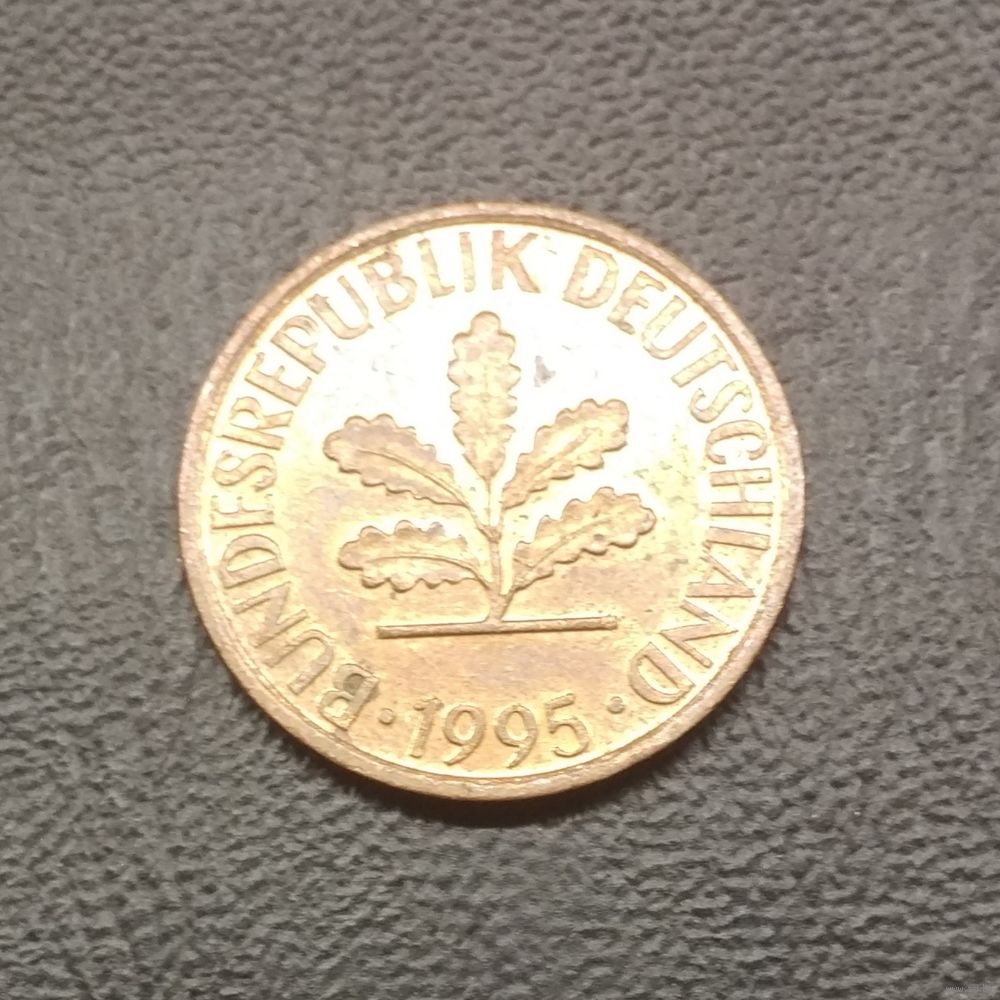 BUNDESREPUBLIK DEUTSCHLAND
· 1995 ·